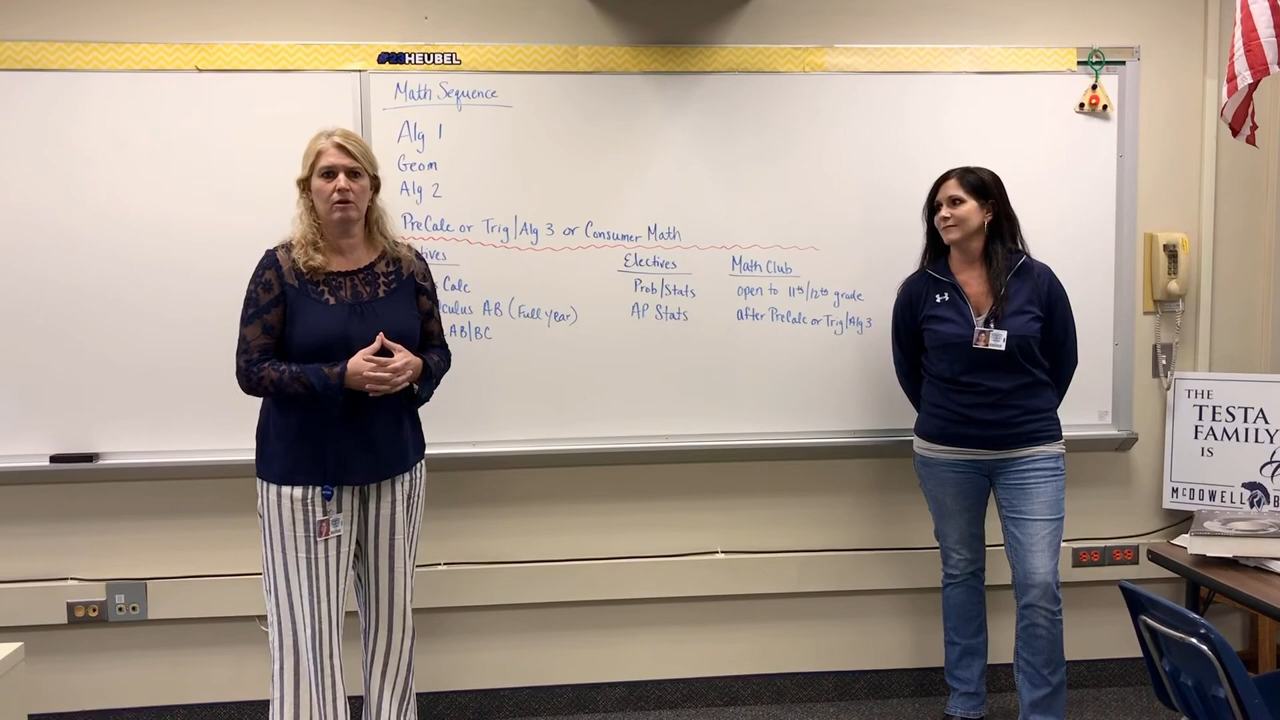 #23HEUBEL
Math Sequence
Alg 1
Geom
Alg 2
PreCalc or Trig/Alg 3 or Consumer Math
Electives
Prob/Stats
AP Stats
Math Club
open to 11th/12th grade
after PreCalc or Trig/Alg 3
Calc
AB (Full year)
AB/BC
THE
TESTA
FAMILY
IS
MCDOWELL